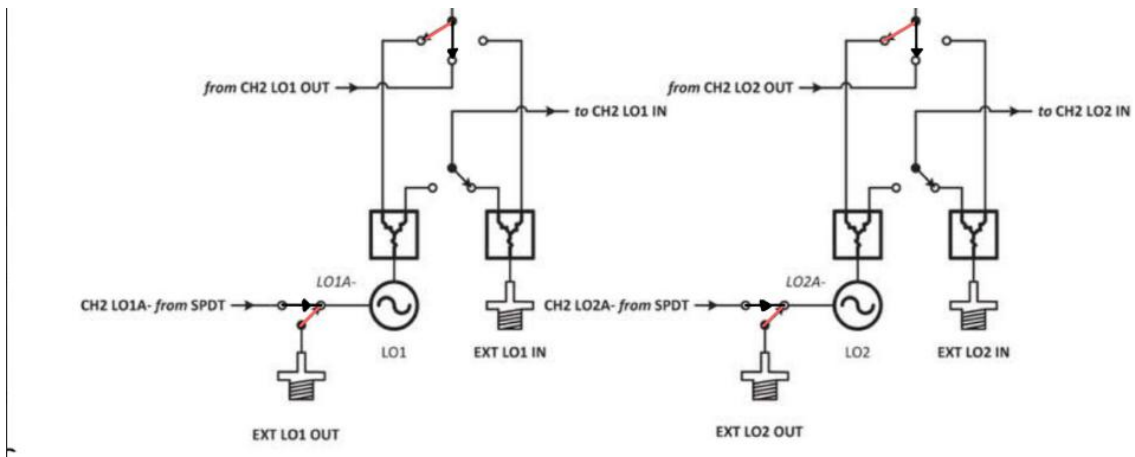 from CH2 LO1 OUT
from CH2 LO2 OUT
to CH2 LO1 IN
to CH2 LO2 IN
LO1A-
LO2A-
CH2 LO1A- from SPDT
CH2 LO2A- from SPDT
LO1
EXT LO1 IN
LO2
EXT LO2 IN
EXT LO1 OUT
EXT LO2 OUT